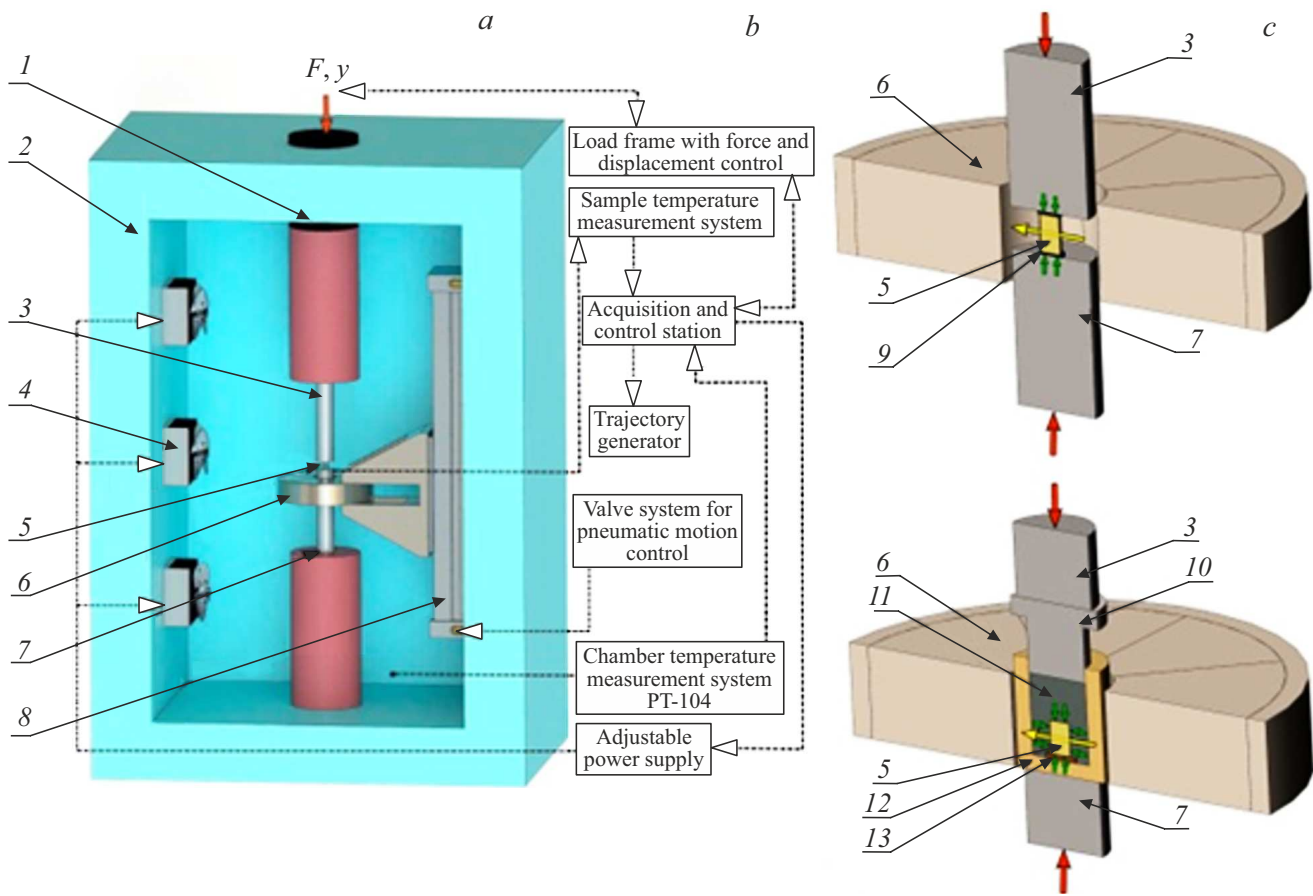 a
b
c
1
F, y
2
Load frame with force and
displacement control
Sample temperature
measurement system
3
Acquisition and
control station
4
Trajectory
generator
5
Valve system for
pneumatic motion
control
6
7
Chamber temperature
measurement system
PT-104
8
Adjustable
power supply
3
6
5
7
9
3
6
10
11
5
12
7
13